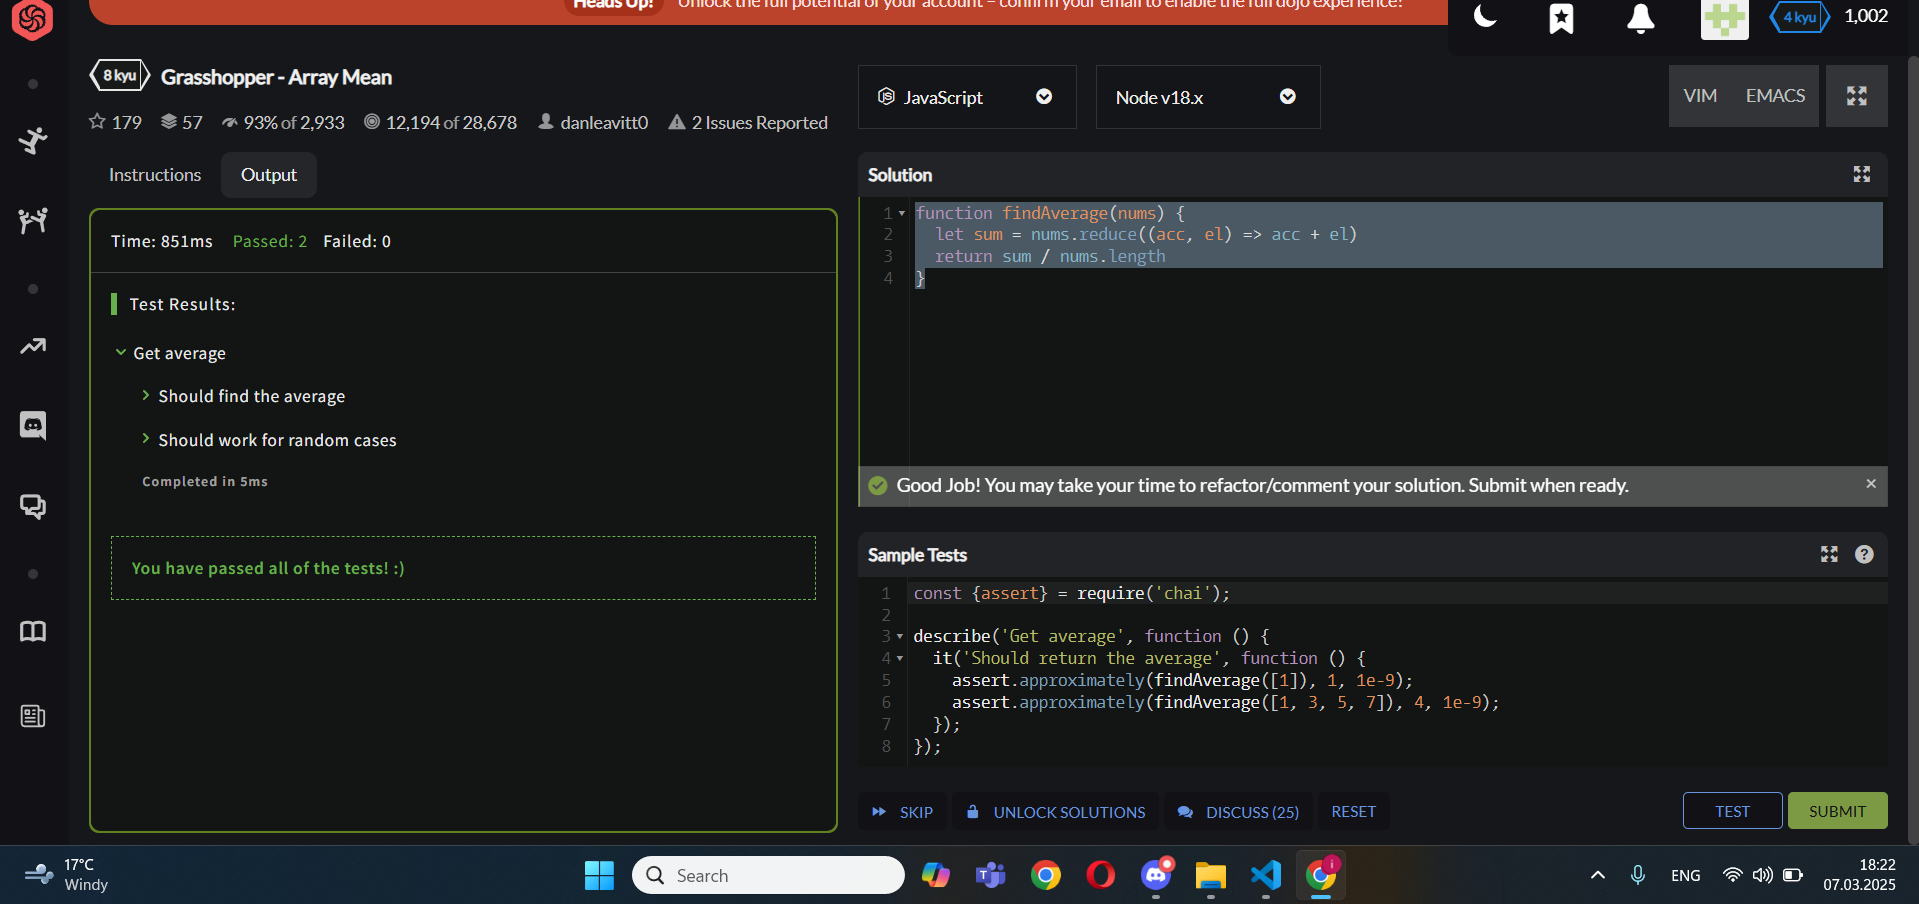 Heads Up! Unlock the full potential of your account – confirm your email to enable the full dojo experience!
4 kyu 1,002
8 kyu Grasshopper - Array Mean
179 57 93% of 2,933 12,194 of 28,678 danleavitt0 2 Issues Reported
JavaScript
Node v18.x
VIM EMACS
Instructions Output
Time: 851ms Passed: 2 Failed: 0
Test Results:
Get average
Should find the average
Should work for random cases
Completed in 5ms
You have passed all of the tests! :)
Solution
1 function findAverage(nums) {
2 let sum = nums.reduce((acc, el) => acc + el)
3 return sum / nums.length
4 }
Good Job! You may take your time to refactor/comment your solution. Submit when ready. ×
Sample Tests ?
1 const {assert} = require('chai');
2
3 describe('Get average', function () {
4 it('Should return the average', function () {
5 assert.approximately(findAverage([1]), 1, 1e-9);
6 assert.approximately(findAverage([1, 3, 5, 7]), 4, 1e-9);
7 });
8 });
SKIP UNLOCK SOLUTIONS DISCUSS (25) RESET TEST SUBMIT
17°C
Windy
Search
ENG
18:22
07.03.2025